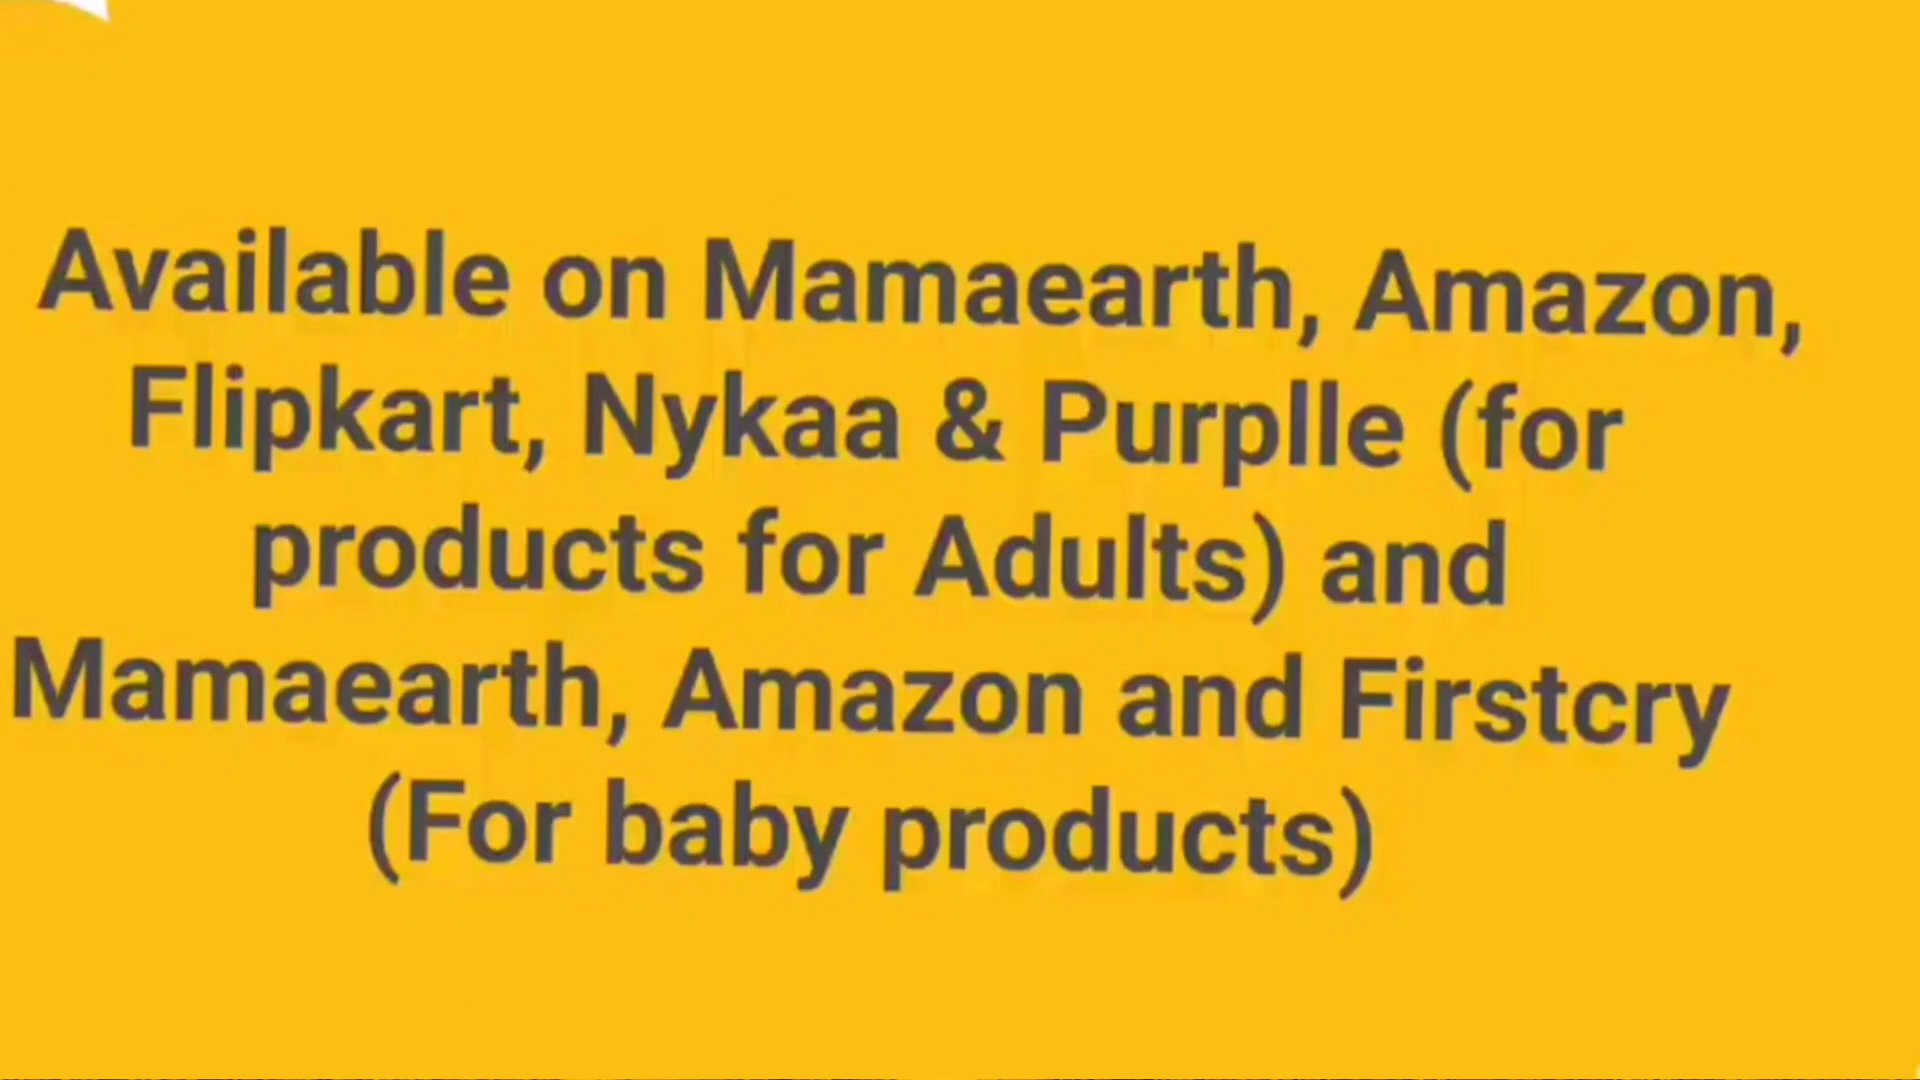 Available on Mamaearth, Amazon,
Flipkart, Nykaa & Purplle (for
products for Adults) and
Mamaearth, Amazon and Firstcry
(For baby products)